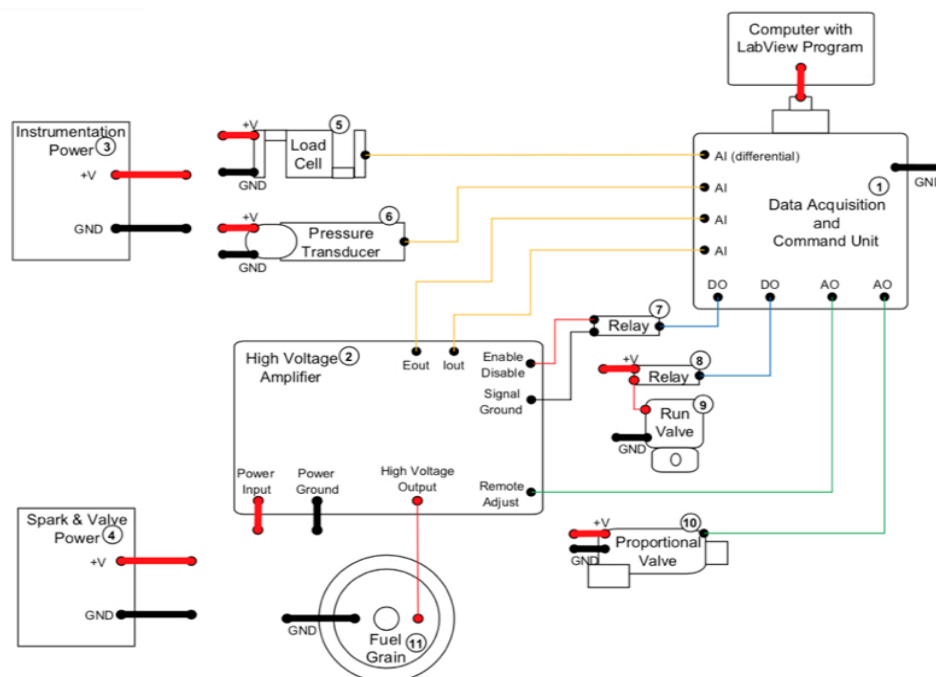 Computer with
LabView Program
Instrumentation
Power 3
+V
GND
+V
5
Load
Cell
GND
+V
6
Pressure
Transducer
GND
AI (differential)
AI
AI
AI
1
Data Acquisition
and
Command Unit
GND
DO
DO
AO
AO
High Voltage 2
Amplifier
Eout
Iout
Enable
Disable
Signal
Ground
7
Relay
+V
8
Relay
9
Run
Valve
GND
Power
Input
Power
Ground
High Voltage
Output
Remote
Adjust
Spark & Valve
Power 4
+V
GND
+V
10
GND
Proportional
Valve
GND
Fuel 11
Grain